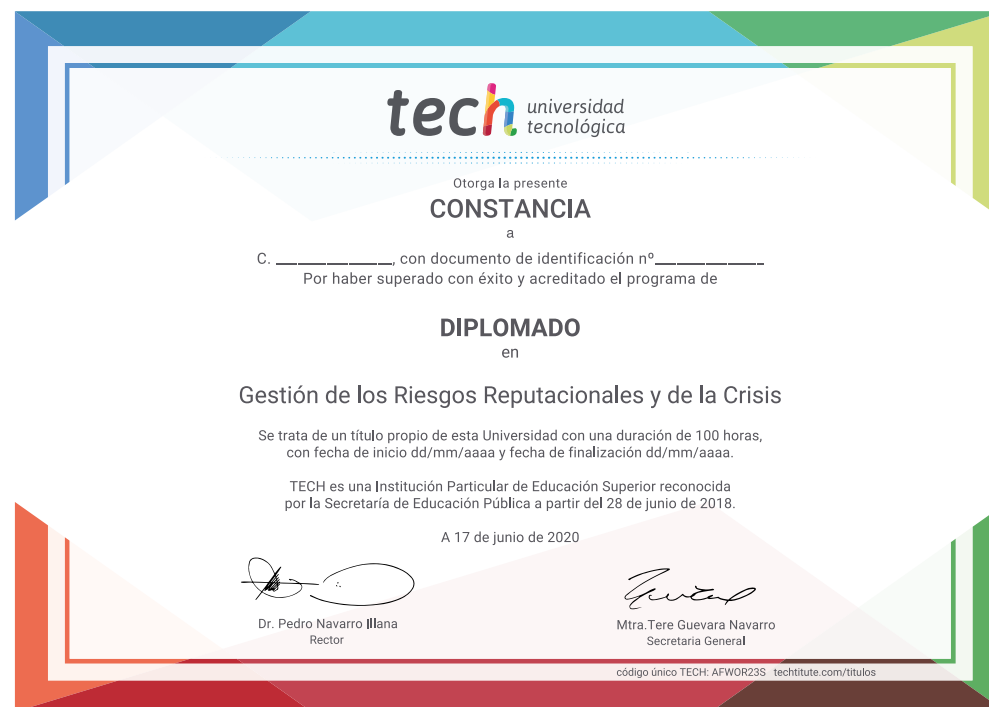 tech universidad
tecnológica
Otorga la presente
CONSTANCIA
a
C. ____________, con documento de identificación nº____________
Por haber superado con éxito y acreditado el programa de
DIPLOMADO
en
Gestión de los Riesgos Reputacionales y de la Crisis
Se trata de un título propio de esta Universidad con una duración de 100 horas,
con fecha de inicio dd/mm/aaaa y fecha de finalización dd/mm/aaaa.
TECH es una Institución Particular de Educación Superior reconocida
por la Secretaría de Educación Pública a partir del 28 de junio de 2018.
A 17 de junio de 2020
Dr. Pedro Navarro Illana
Rector
Mtra.Tere Guevara Navarro
Secretaria General
código único TECH: AFWOR23S techtitute.com/titulos